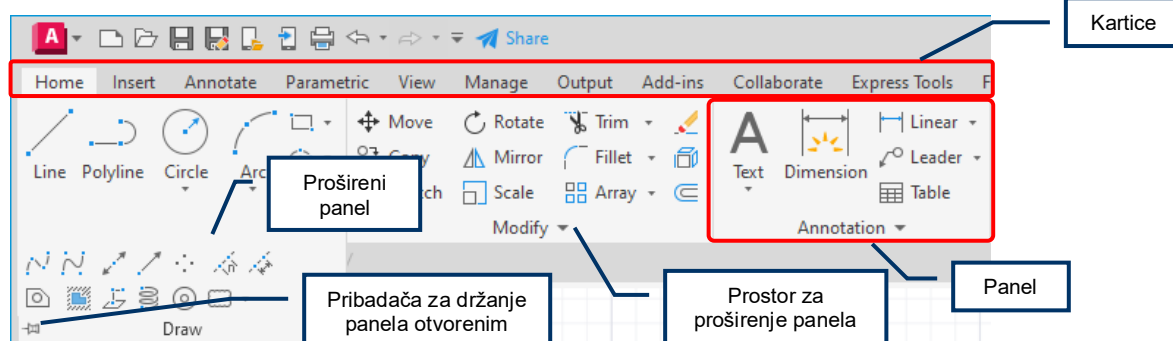 Kartice
A
Share
Home Insert Annotate Parametric View Manage Output Add-ins Collaborate Express Tools F
Move Rotate Trim Linear
Mirror Fillet Leader
Line Polyline Circle Arc Text Dimension
Scale Array Table
Prošireni
panel
Modify Annotation
Panel
Pribadača za držanje
panela otvorenim
Prostor za
proširenje panela
Draw